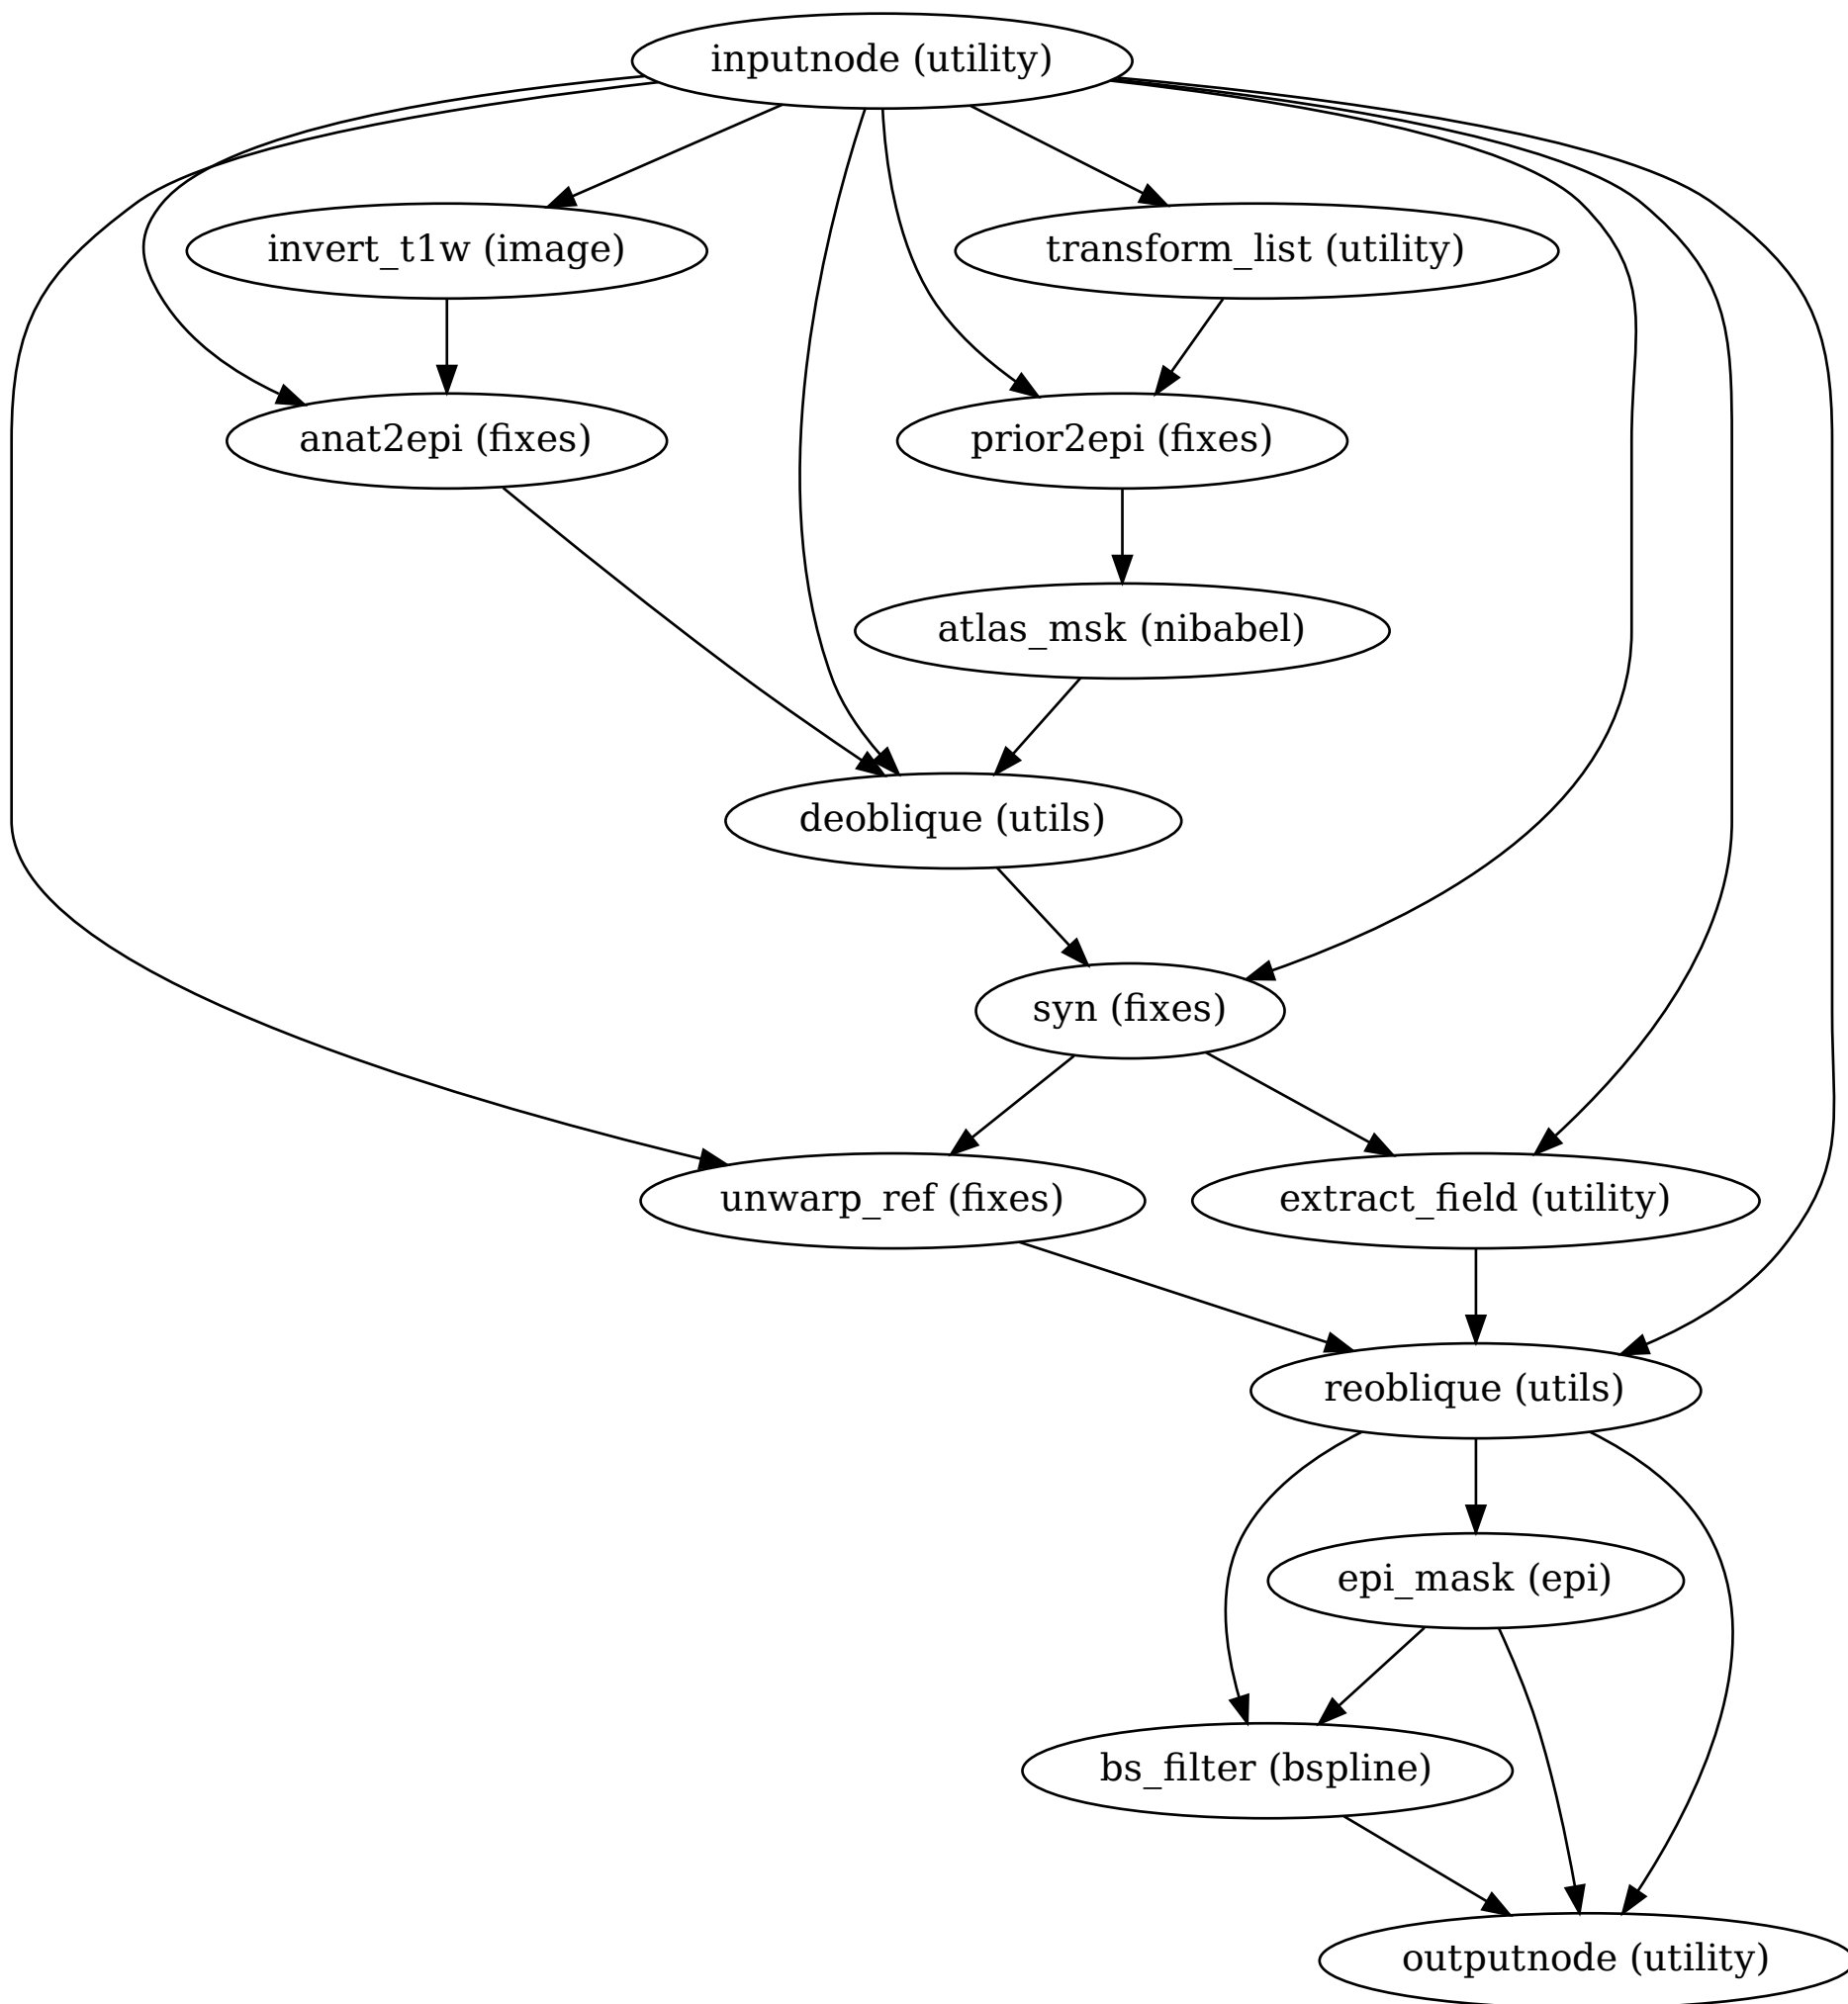 inputnode (utility)
invert_t1w (image)
transform_list (utility)
anat2epi (fixes)
prior2epi (fixes)
atlas_msk (nibabel)
deoblique (utils)
syn (fixes)
unwarp_ref (fixes)
extract_field (utility)
reoblique (utils)
epi_mask (epi)
bs_filter (bspline)
outputnode (utility)